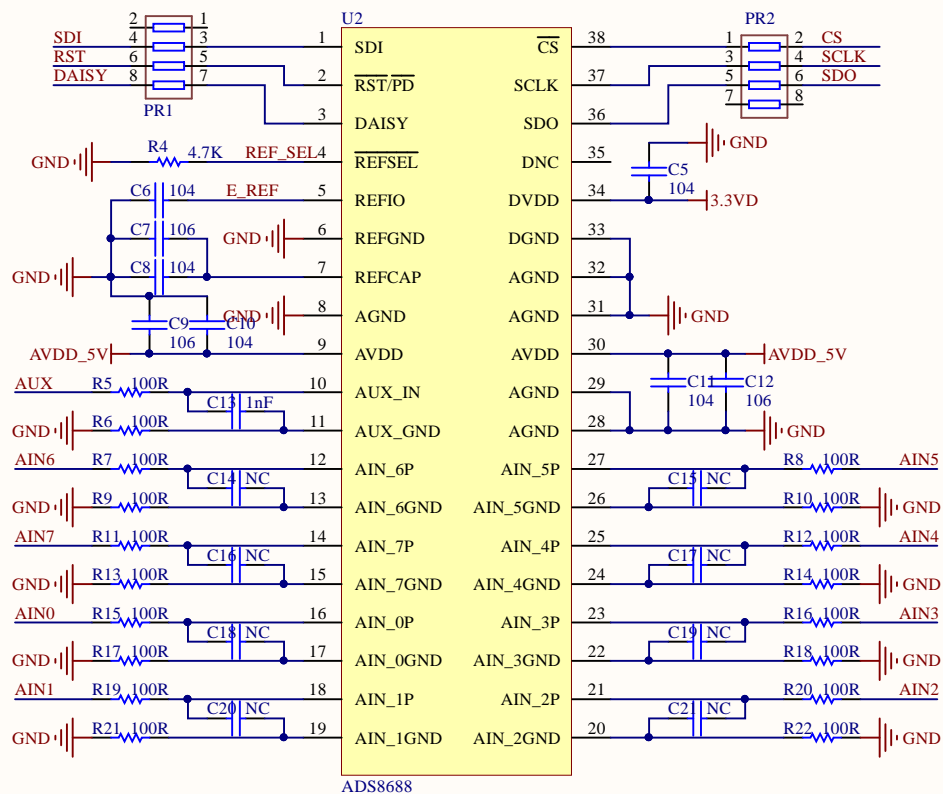 U2
PR2
2 1
SDI 4 3 1 SDI CS 38 1 2 CS
RST 6 5 3 4 SCLK
DAISY 8 7 2 RST/PD SCLK 37 5 6 SDO
PR1 7 8
3 DAISY SDO 36
GND R4 4.7K REF_SEL 4 REFSEL DNC 35 GND
C5
104
C6 104 E_REF 5 REFIO DVDD 34 3.3VD
C7 106 GND 6 REFGND DGND 33
GND C8 104 7 REFCAP AGND 32
GND 8 AGND AGND 31 GND
C9 C10
106 104
AVDD_5V 9 AVDD AVDD 30 AVDD_5V
C11 C12
104 106
AUX R5 100R 10 AUX_IN AGND 29
C13 1nF
GND R6 100R 11 AUX_GND AGND 28 GND
AIN6 R7 100R 12 AIN_6P AIN_5P 27 R8 100R AIN5
C14 NC C15 NC
GND R9 100R 13 AIN_6GND AIN_5GND 26 R10 100R GND
AIN7 R11 100R 14 AIN_7P AIN_4P 25 R12 100R AIN4
C16 NC C17 NC
GND R13 100R 15 AIN_7GND AIN_4GND 24 R14 100R GND
AIN0 R15 100R 16 AIN_0P AIN_3P 23 R16 100R AIN3
C18 NC C19 NC
GND R17 100R 17 AIN_0GND AIN_3GND 22 R18 100R GND
AIN1 R19 100R 18 AIN_1P AIN_2P 21 R20 100R AIN2
C20 NC C21 NC
GND R21 100R 19 AIN_1GND AIN_2GND 20 R22 100R GND
ADS8688